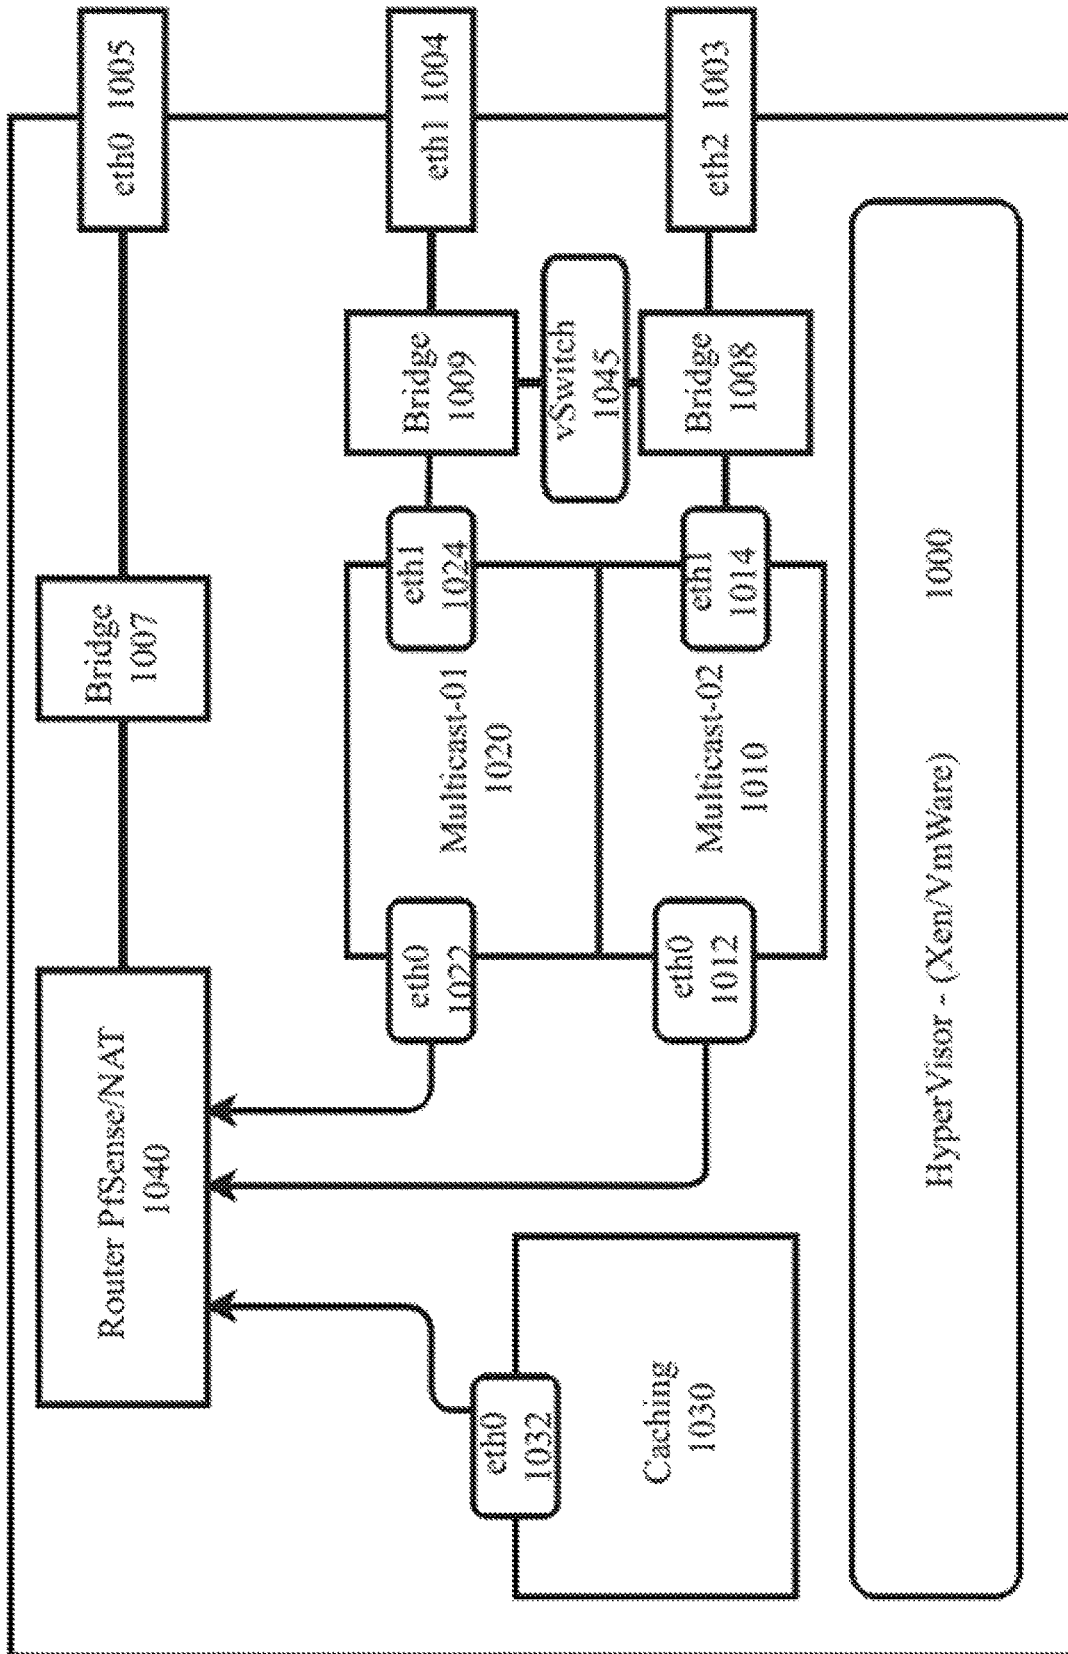 eth0 1005
eth1 1004
eth2 1003
Bridge
1007
Bridge
1009
vSwitch
1045
Bridge
1008
eth1
1024
eth1
1014
Multicast-01
1020
Multicast-02
1010
eth0
1022
eth0
1012
Router PfSense/NAT
1040
eth0
1032
Caching
1030
HyperVisor - (Xen/VmWare) 1000